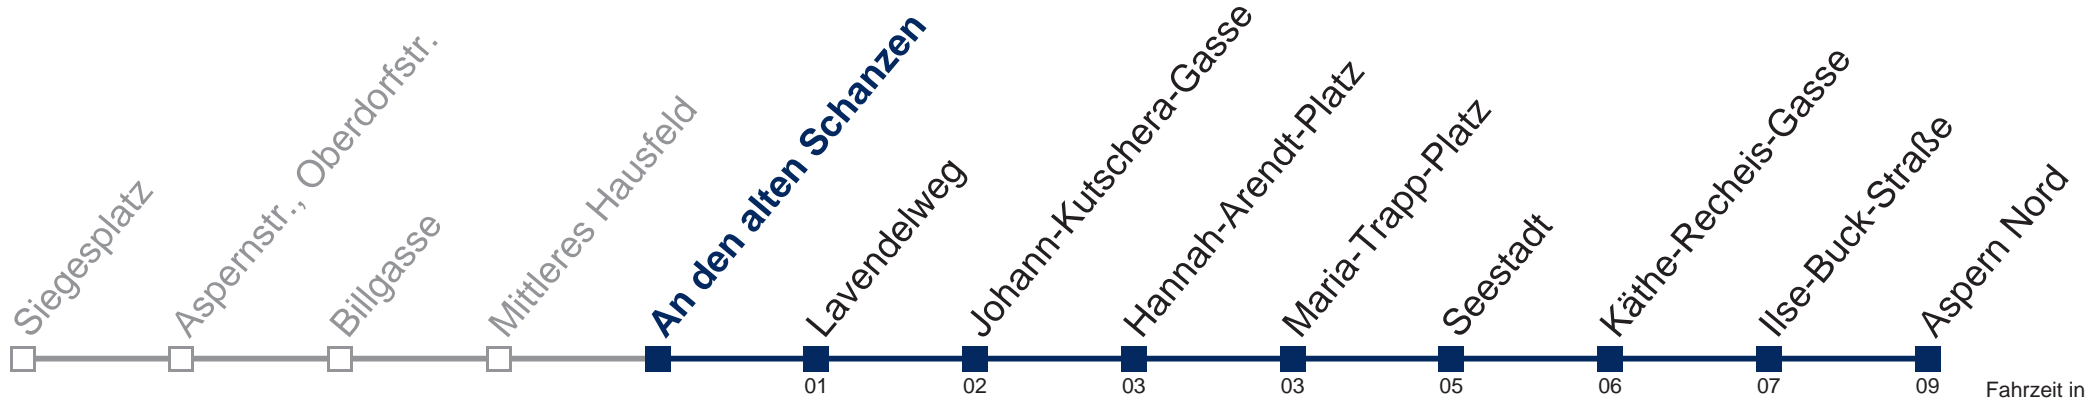 Siegesplatz
Aspernstr., Oberdorfstr.
Billgasse
Mittleres Hausfeld
An den alten Schanzen
Lavendelweg
Johann-Kutschera-Gasse
Hannah-Arendt-Platz
Maria-Trapp-Platz
Seestadt
Käthe-Recheis-Gasse
Ilse-Buck-Straße
Aspern Nord
01 02 03 03 05 06 07 09 Fahrzeit in